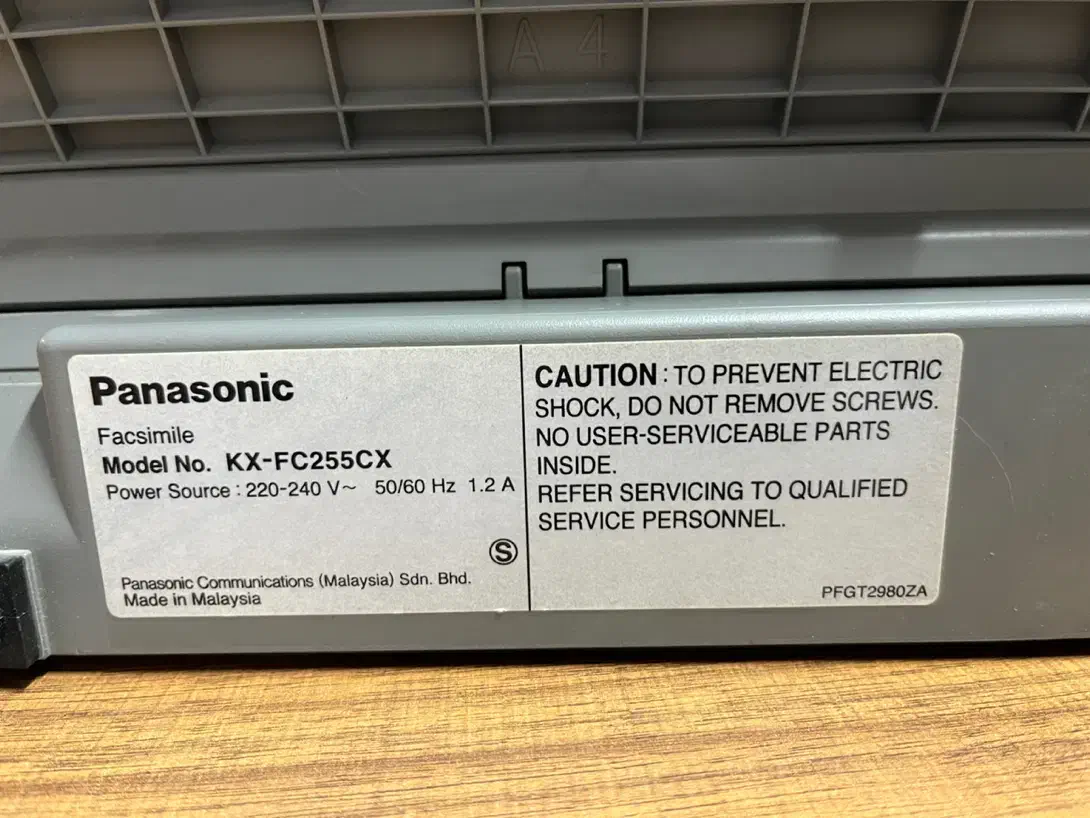 A 4
Panasonic
Facsimile
Model No. KX-FC255CX
Power Source : 220-240 V~ 50/60 Hz 1.2 A
S
Panasonic Communications (Malaysia) Sdn. Bhd.
Made in Malaysia
CAUTION : TO PREVENT ELECTRIC
SHOCK, DO NOT REMOVE SCREWS.
NO USER-SERVICEABLE PARTS
INSIDE.
REFER SERVICING TO QUALIFIED
SERVICE PERSONNEL.
PFGT2980ZA